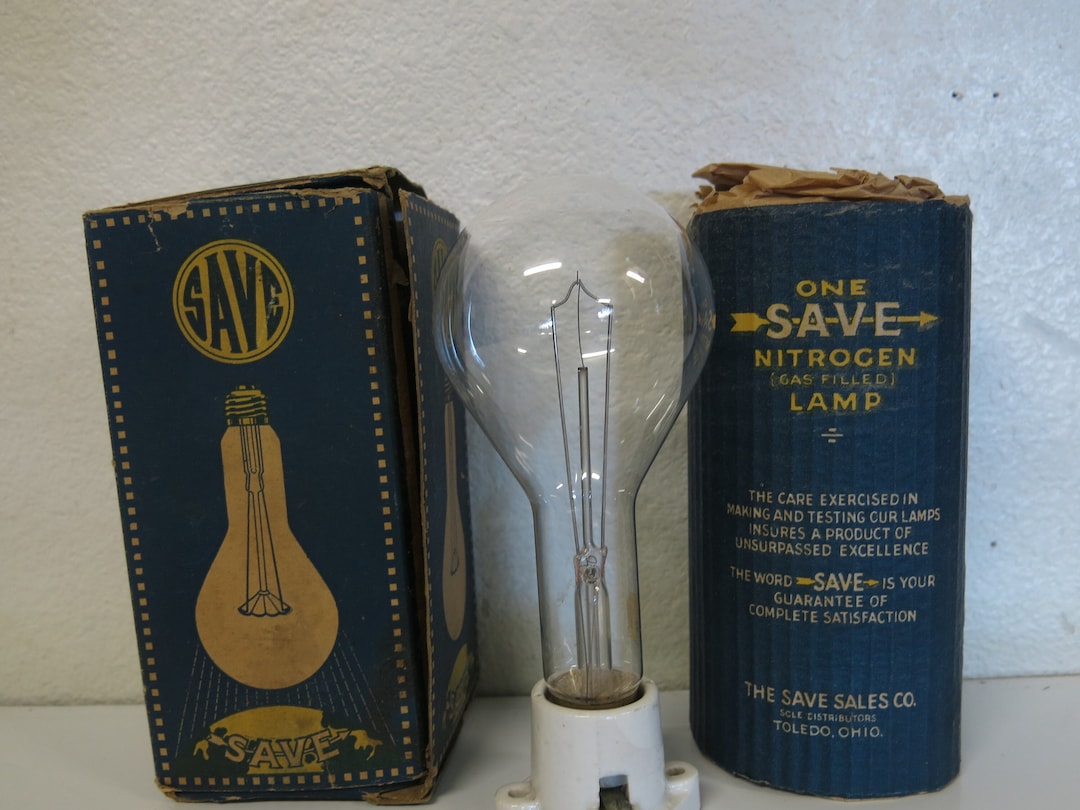 SAVE
SAVE
ONE
SAVE
NITROGEN
[GAS FILLED]
LAMP
THE CARE EXERCISED IN
MAKING AND TESTING OUR LAMPS
INSURES A PRODUCT OF
UNSURPASSED EXCELLENCE
THE WORD SAVE IS YOUR
GUARANTEE OF
COMPLETE SATISFACTION
THE SAVE SALES CO.
SOLE DISTRIBUTORS
TOLEDO, OHIO.